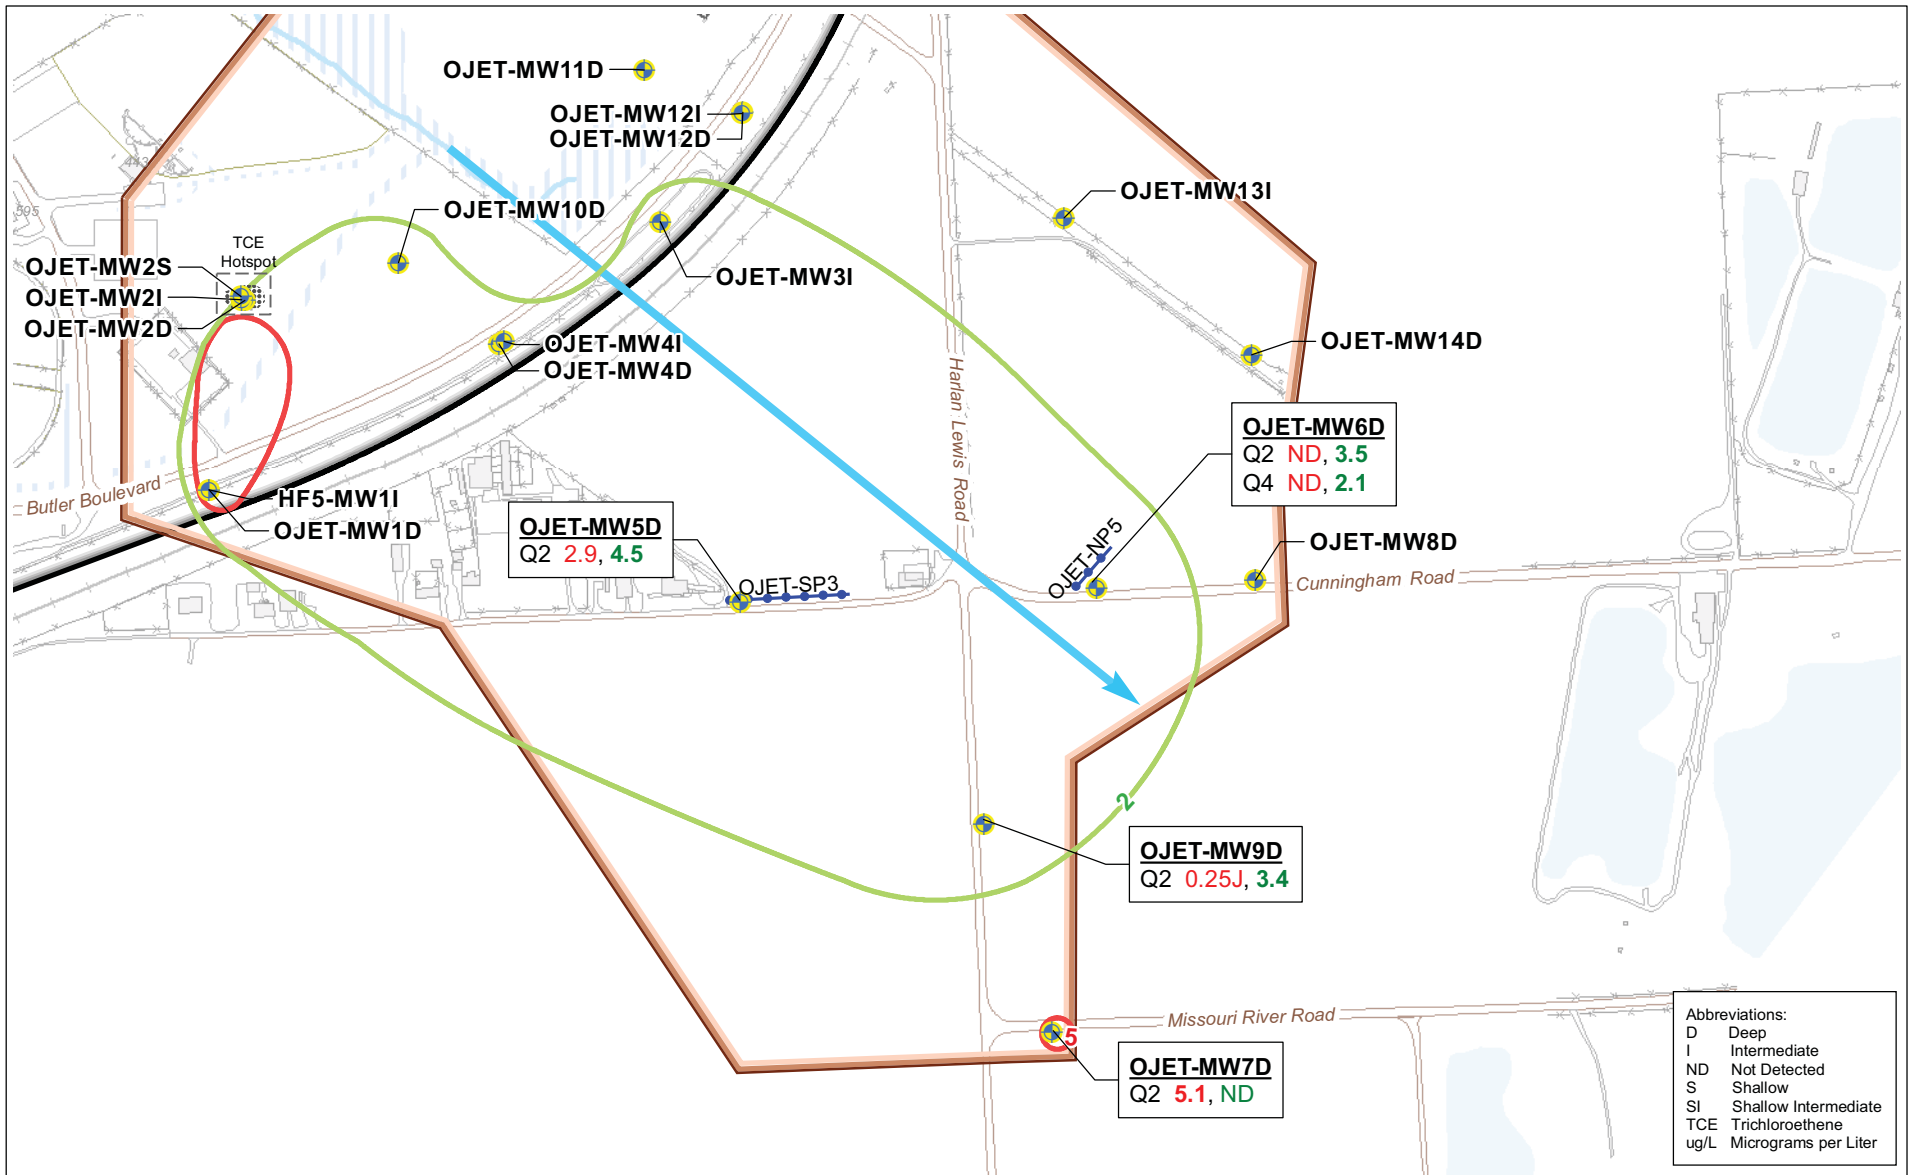 OJET-MW11D
OJET-MW12I
OJET-MW12D
443
OJET-MW13I
595
OJET-MW10D
TCE
Hotspot
OJET-MW2S
OJET-MW2I
OJET-MW2D
OJET-MW3I
OJET-MW14D
OJET-MW4I
OJET-MW4D
Harlan Lewis Road
OJET-MW6D
Q2 ND, 3.5
Q4 ND, 2.1
Butler Boulevard
HF5-MW1I
OJET-MW1D
OJET-MW5D
Q2 2.9, 4.5
OJET-SP3
OJET-NP5
OJET-MW8D
Cunningham Road
2
OJET-MW9D
Q2 0.25J, 3.4
Missouri River Road
5
OJET-MW7D
Q2 5.1, ND
Abbreviations:
D Deep
I Intermediate
ND Not Detected
S Shallow
SI Shallow Intermediate
TCE Trichloroethene
ug/L Micrograms per Liter